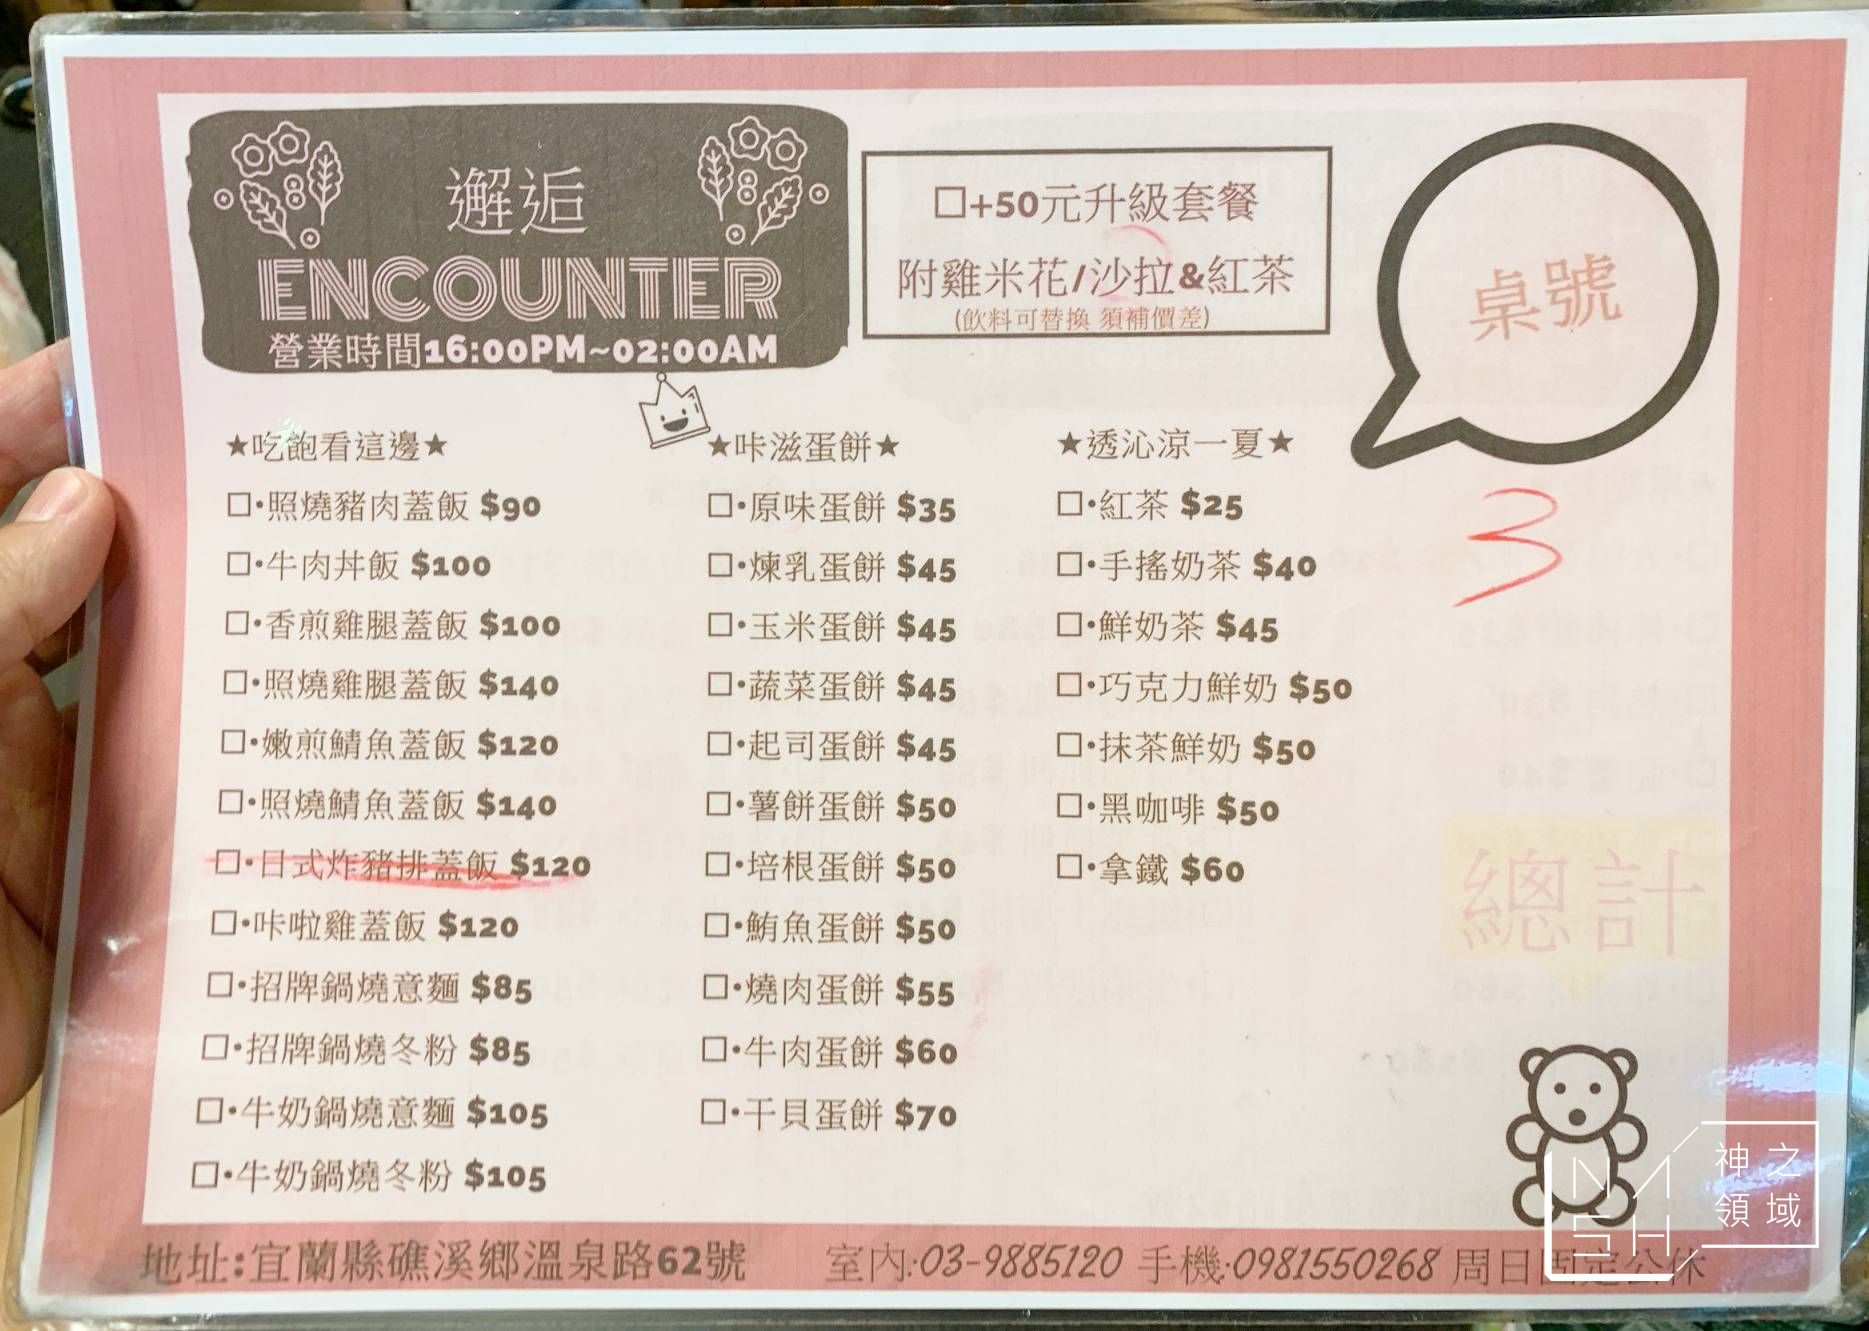 邂逅
ENCOUNTER
營業時間16:00PM~02:00AM
□+50元升級套餐
附雞米花/沙拉&紅茶
(飲料可替換 須補價差)
桌號
3
★吃飽看這邊★
□・照燒豬肉蓋飯 $90
□・牛肉丼飯 $100
□・香煎雞腿蓋飯 $100
□・照燒雞腿蓋飯 $140
□・嫩煎鯖魚蓋飯 $120
□・照燒鯖魚蓋飯 $140
□・日式炸豬排蓋飯 $120
□・咔啦雞蓋飯 $120
□・招牌鍋燒意麵 $85
□・招牌鍋燒冬粉 $85
□・牛奶鍋燒意麵 $105
□・牛奶鍋燒冬粉 $105
★咔滋蛋餅★
□・原味蛋餅 $35
□・煉乳蛋餅 $45
□・玉米蛋餅 $45
□・蔬菜蛋餅 $45
□・起司蛋餅 $45
□・薯餅蛋餅 $50
□・培根蛋餅 $50
□・鮪魚蛋餅 $50
□・燒肉蛋餅 $55
□・牛肉蛋餅 $60
□・干貝蛋餅 $70
★透沁涼一夏★
□・紅茶 $25
□・手搖奶茶 $40
□・鮮奶茶 $45
□・巧克力鮮奶 $50
□・抹茶鮮奶 $50
□・黑咖啡 $50
□・拿鐵 $60
總計
地址:宜蘭縣礁溪鄉溫泉路62號
室內:03-9885120 手機:0981550268 周日固定公休
NM
SH
神之
領域